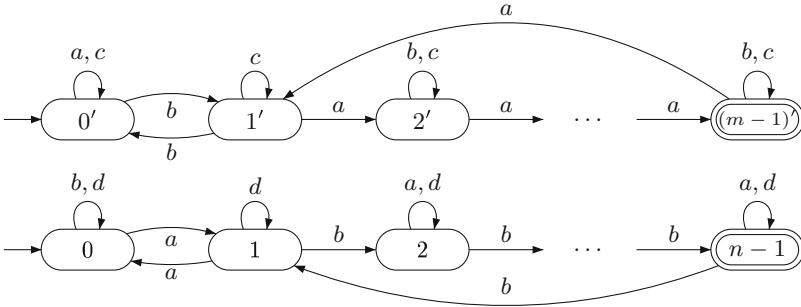 a
a, c
c
b, c
b, c
0′
b
1′
a
2′
a
· · ·
a
(m − 1)′
b
b, d
d
a, d
a, d
0
a
1
b
2
b
· · ·
b
n − 1
a
b